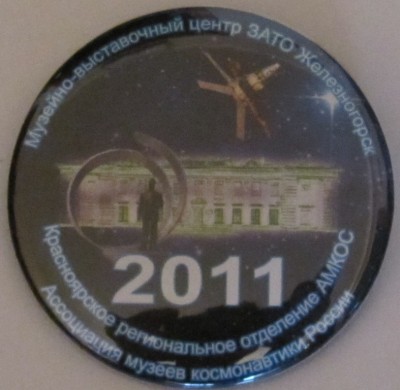 Музейно-выставочный центр ЗАТО Железногорск
2011
Красноярское региональное отделение АМКОС
Ассоциация музеев космонавтики России